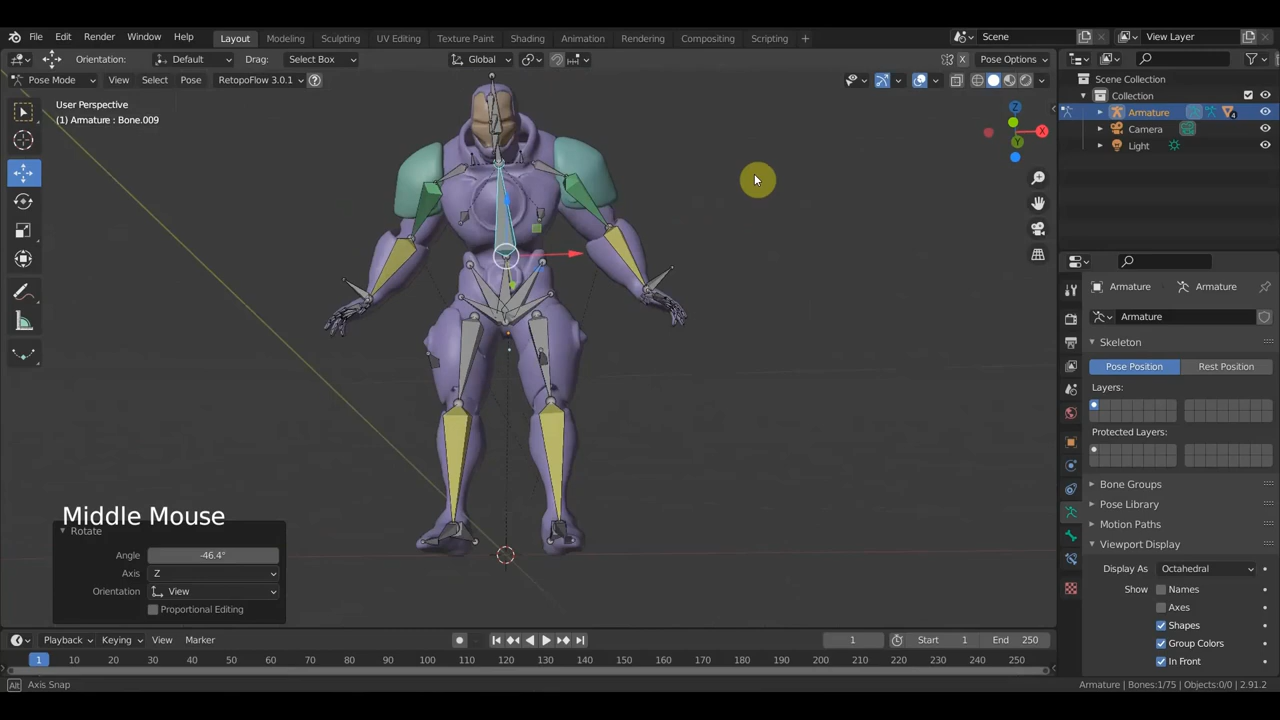 File Edit Render Window Help Layout Modeling Sculpting UV Editing Texture Paint Shading Animation Rendering Compositing Scripting + Scene View Layer
Orientation: Default Drag: Select Box Global X Pose Options
Pose Mode View Select Pose RetopoFlow 3.0.1 ?
User Perspective
(1) Armature : Bone.009
Z
X
Y
Scene Collection
Collection
Armature 4
Camera
Light
Armature Armature
Armature
Skeleton
Pose Position Rest Position
Layers:
Protected Layers:
Bone Groups
Pose Library
Motion Paths
Viewport Display
Display As Octahedral
Show Names
Axes
Shapes
Group Colors
In Front
Middle Mouse
Rotate
Angle -46.4°
Axis Z
Orientation View
Proportional Editing
Playback Keying View Marker 1 Start 1 End 250
1 10 20 30 40 50 60 70 80 90 100 110 120 130 140 150 160 170 180 190 200 210 220 230 240 250
Alt Axis Snap Armature | Bones:1/75 | Objects:0/0 | 2.91.2